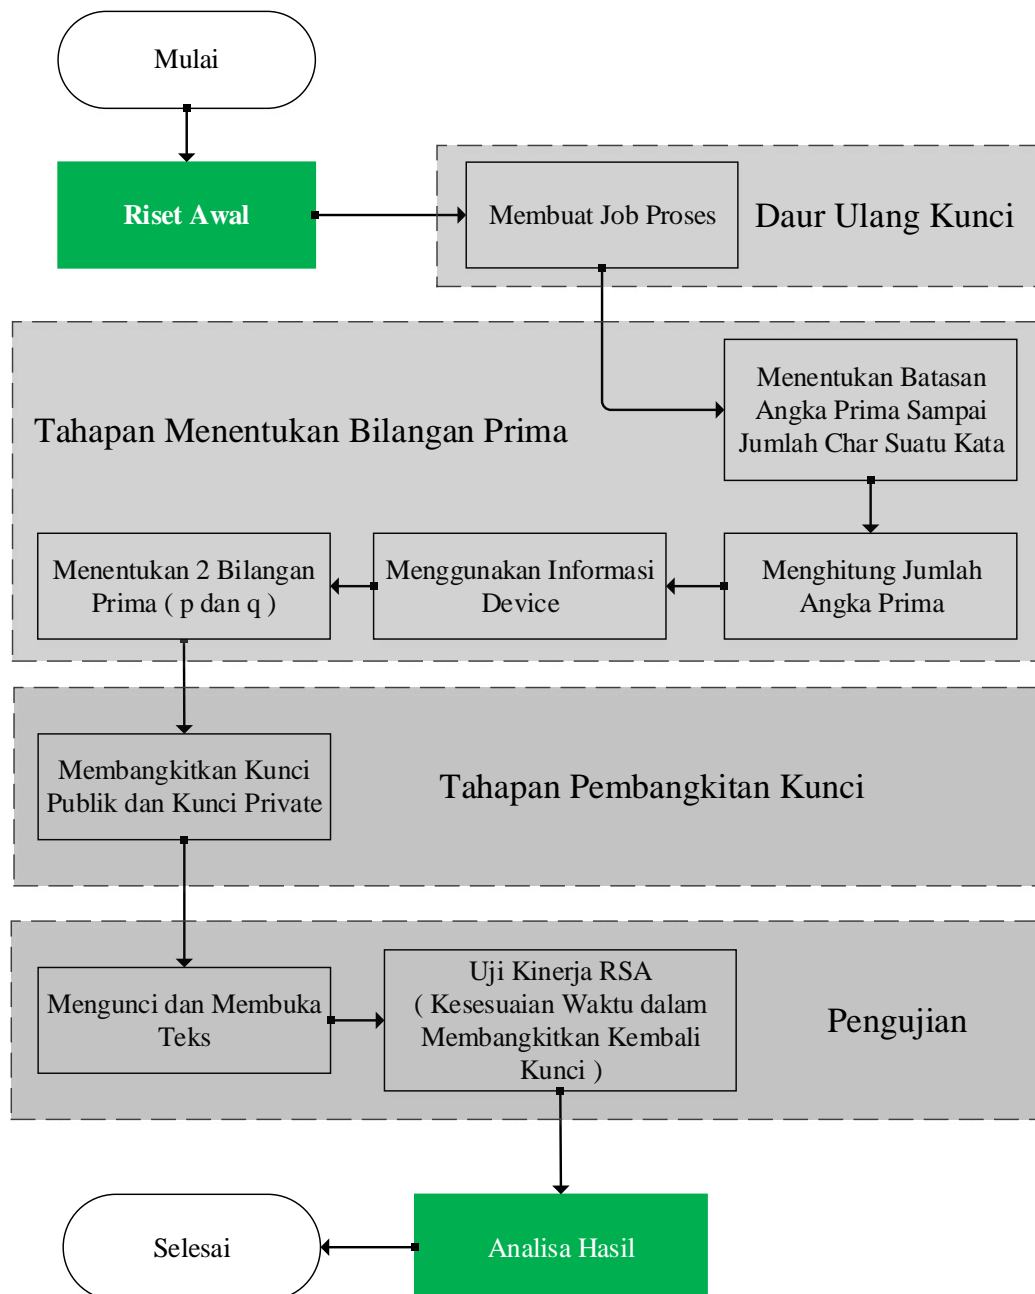 Mulai
Riset Awal
Membuat Job Proses
Daur Ulang Kunci
Menentukan Batasan
Angka Prima Sampai
Jumlah Char Suatu Kata
Tahapan Menentukan Bilangan Prima
Menentukan 2 Bilangan
Prima ( p dan q )
Menggunakan Informasi
Device
Menghitung Jumlah
Angka Prima
Membangkitkan Kunci
Publik dan Kunci Private
Tahapan Pembangkitan Kunci
Mengunci dan Membuka
Teks
Uji Kinerja RSA
( Kesesuaian Waktu dalam
Membangkitkan Kembali
Kunci )
Pengujian
Selesai
Analisa Hasil